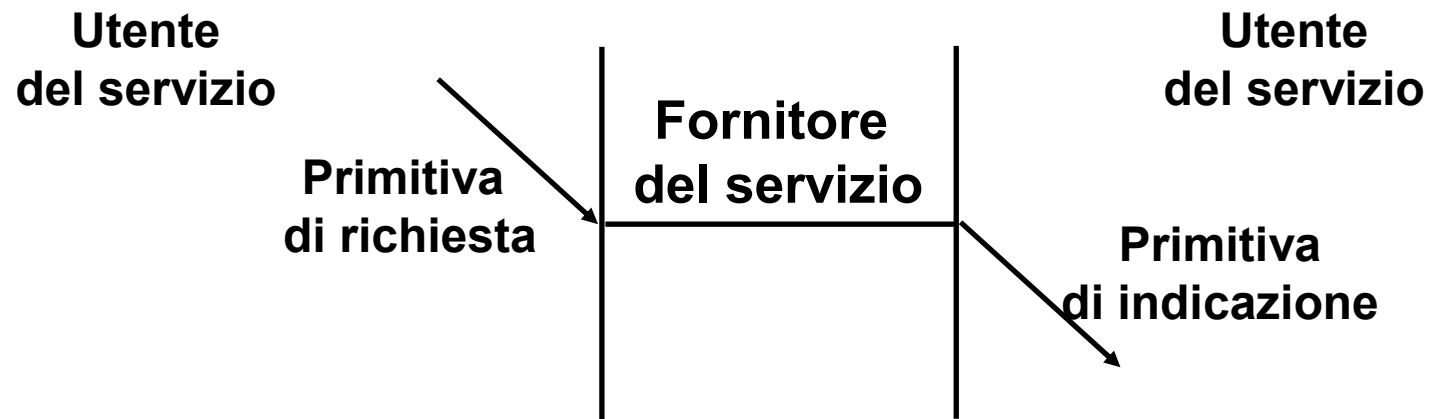 Utente
del servizio
Utente
del servizio
Fornitore
del servizio
Primitiva
di richiesta
Primitiva
di indicazione